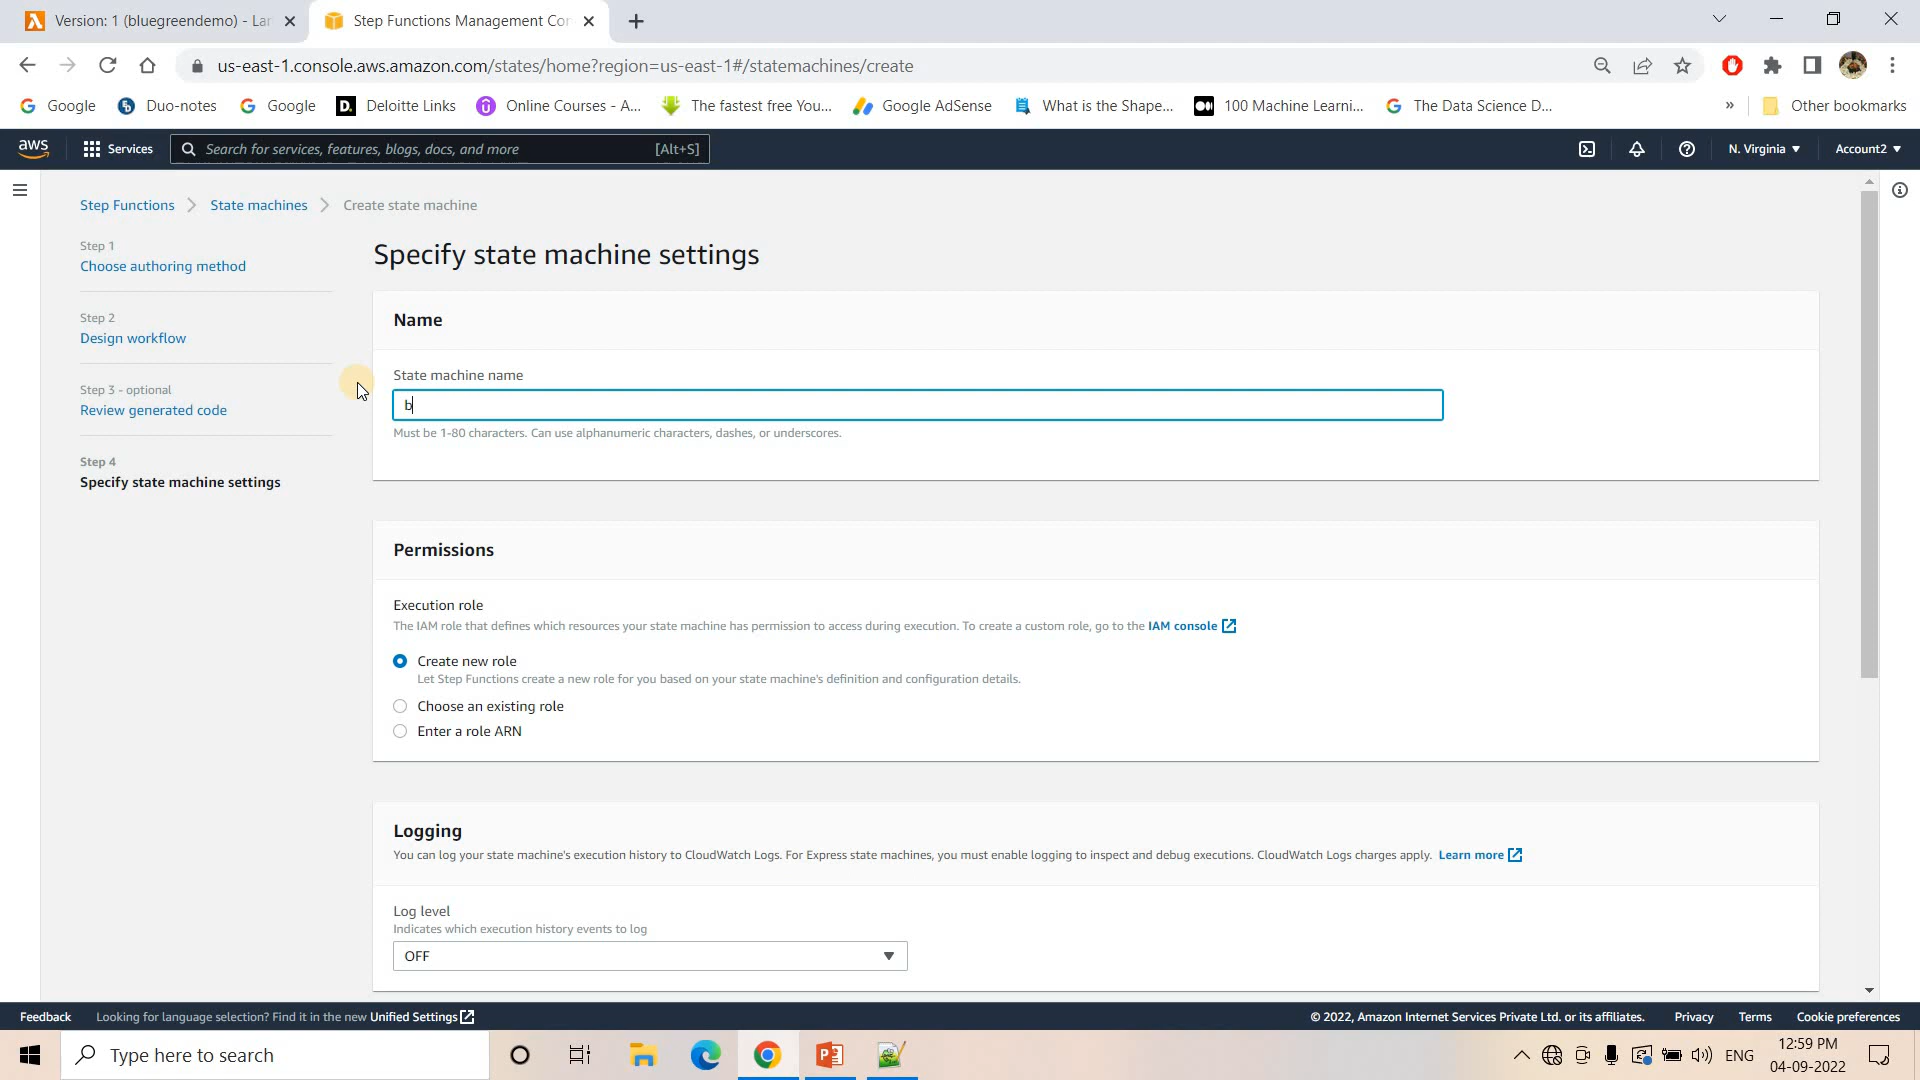 Version: 1 (bluegreendemo) - La
Step Functions Management Co
us-east-1.console.aws.amazon.com/states/home?region=us-east-1#/statemachines/create
Google
Duo-notes
Google
D.
Deloitte Links
Online Courses - A...
The fastest free You...
Google AdSense
What is the Shape...
100 Machine Learni...
The Data Science D...
»
Other bookmarks
aws
Services
Search for services, features, blogs, docs, and more
[Alt+S]
N. Virginia
Account2
Step Functions
State machines
Create state machine
Step 1
Choose authoring method
Step 2
Design workflow
Step 3 - optional
Review generated code
Step 4
Specify state machine settings
Specify state machine settings
Name
State machine name
b
Must be 1-80 characters. Can use alphanumeric characters, dashes, or underscores.
Permissions
Execution role
The IAM role that defines which resources your state machine has permission to access during execution. To create a custom role, go to the IAM console
Create new role
Let Step Functions create a new role for you based on your state machine's definition and configuration details.
Choose an existing role
Enter a role ARN
Logging
You can log your state machine's execution history to CloudWatch Logs. For Express state machines, you must enable logging to inspect and debug executions. CloudWatch Logs charges apply. Learn more
Log level
Indicates which execution history events to log
OFF
Feedback
Looking for language selection? Find it in the new Unified Settings
© 2022, Amazon Internet Services Private Ltd. or its affiliates.
Privacy
Terms
Cookie preferences
Type here to search
ENG
12:59 PM
04-09-2022